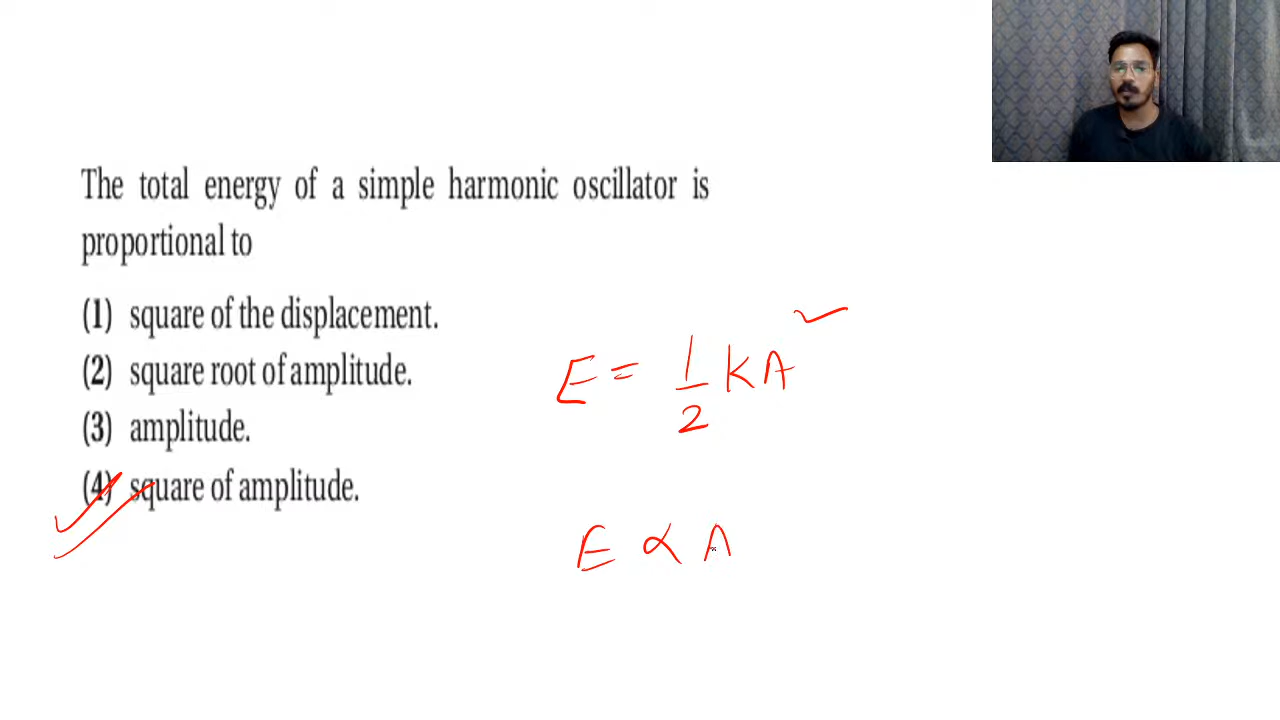 The total energy of a simple harmonic oscillator is
proportional to
(1) square of the displacement.
(2) square root of amplitude.
(3) amplitude.
(4) square of amplitude.
E = 1/2 KA
E ∝ A